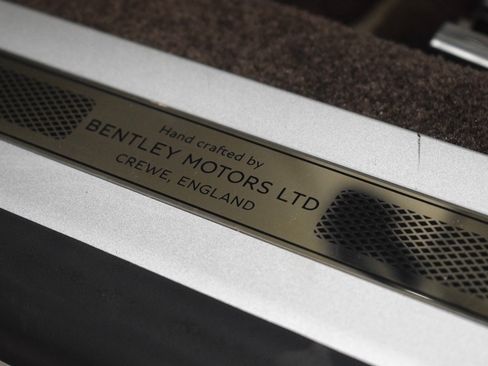 Hand crafted by
BENTLEY MOTORS LTD
CREWE, ENGLAND